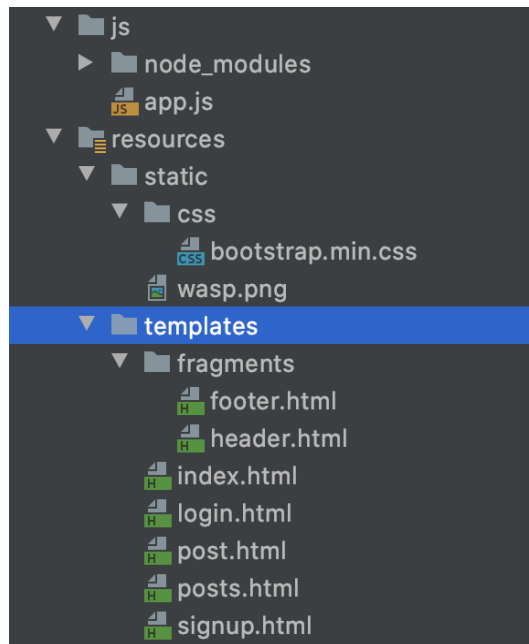 js
node_modules
JS app.js
resources
static
css
CSS bootstrap.min.css
wasp.png
templates
fragments
H footer.html
H header.html
H index.html
H login.html
H post.html
H posts.html
H signup.html